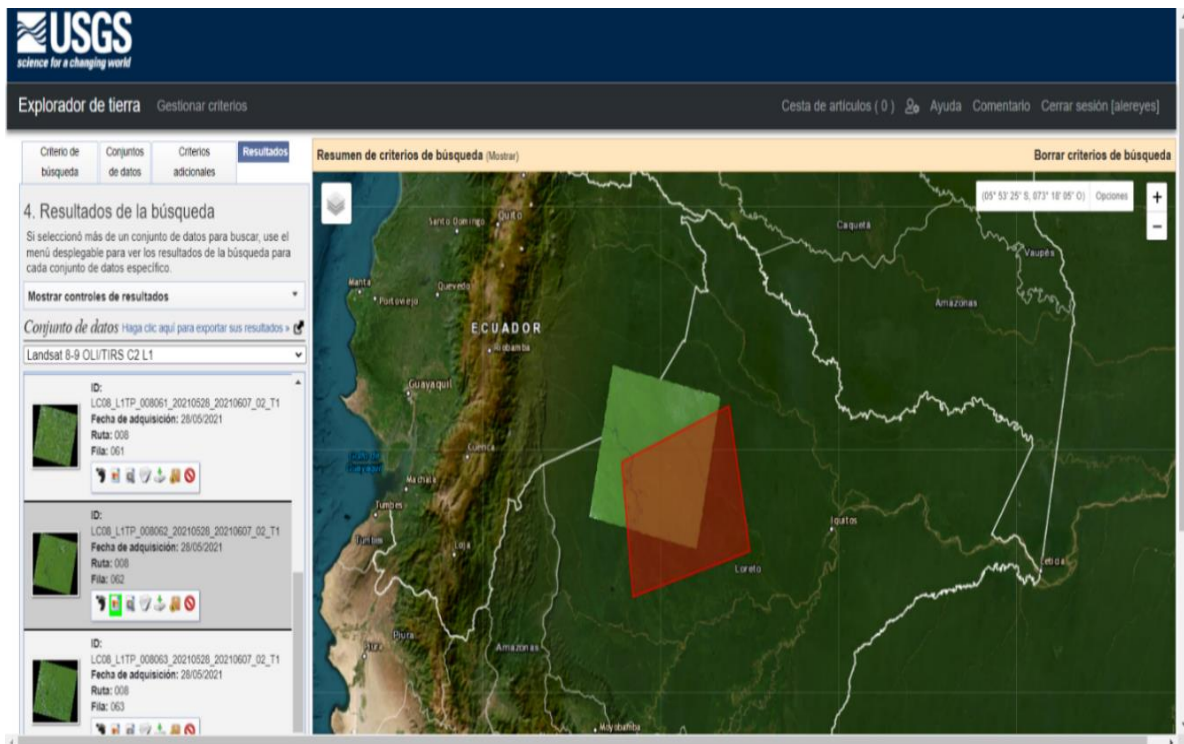 USGS
science for a changing world
Explorador de tierra Gestionar criterios
Cesta de artículos ( 0 ) Ayuda Comentario Cerrar sesión [alereyes]
Criterio de búsqueda
Conjuntos de datos
Criterios adicionales
Resultados
4. Resultados de la búsqueda
Si seleccionó más de un conjunto de datos para buscar, use el
menú desplegable para ver los resultados de la búsqueda para
cada conjunto de datos específico.
Mostrar controles de resultados
Conjunto de datos Haga clic aquí para exportar sus resultados »
Landsat 8-9 OLI/TIRS C2 L1
ID:
LC08_L1TP_008061_20210528_20210607_02_T1
Fecha de adquisición: 28/05/2021
Ruta: 008
Fila: 061
ID:
LC08_L1TP_008062_20210528_20210607_02_T1
Fecha de adquisición: 28/05/2021
Ruta: 008
Fila: 062
ID:
LC08_L1TP_008063_20210528_20210607_02_T1
Fecha de adquisición: 28/05/2021
Ruta: 008
Fila: 063
Resumen de criterios de búsqueda (Mostrar)
Borrar criterios de búsqueda
(05° 53' 25" S, 073° 18' 05" O) Opciones
+
−
Santo Domingo
Quito
Caquetá
Vaupés
Manta
Portoviejo
Quevedo
Amazonas
ECUADOR
Riobamba
Guayaquil
Cuenca
Golfo de
Guayaquil
Machala
Tumbes
Iquitos
Tumbes
Loja
Loreto
Leticia
Piura
Piura
Amazonas
Moyobamba